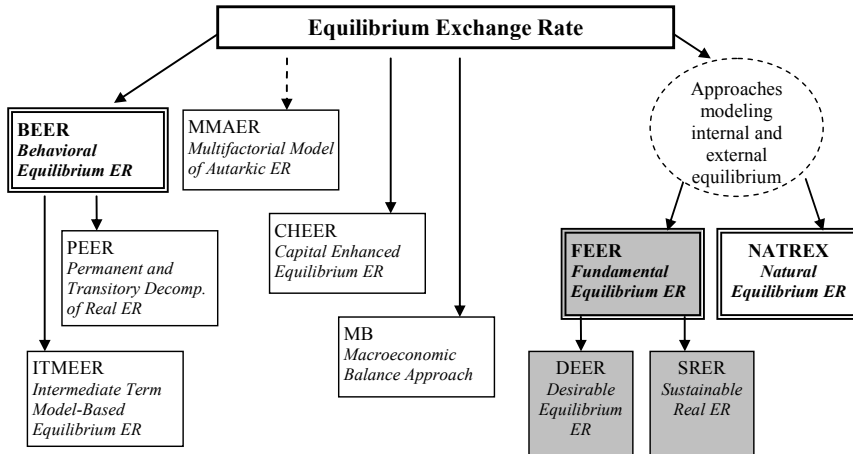 Equilibrium Exchange Rate
Approaches
modeling
internal and
external
equilibrium
BEER
Behavioral
Equilibrium ER
MMAER
Multifactorial Model
of Autarkic ER
PEER
Permanent and
Transitory Decomp.
of Real ER
CHEER
Capital Enhanced
Equilibrium ER
FEER
Fundamental
Equilibrium ER
NATREX
Natural
Equilibrium ER
ITMEER
Intermediate Term
Model-Based
Equilibrium ER
MB
Macroeconomic
Balance Approach
DEER
Desirable
Equilibrium
ER
SRER
Sustainable
Real ER